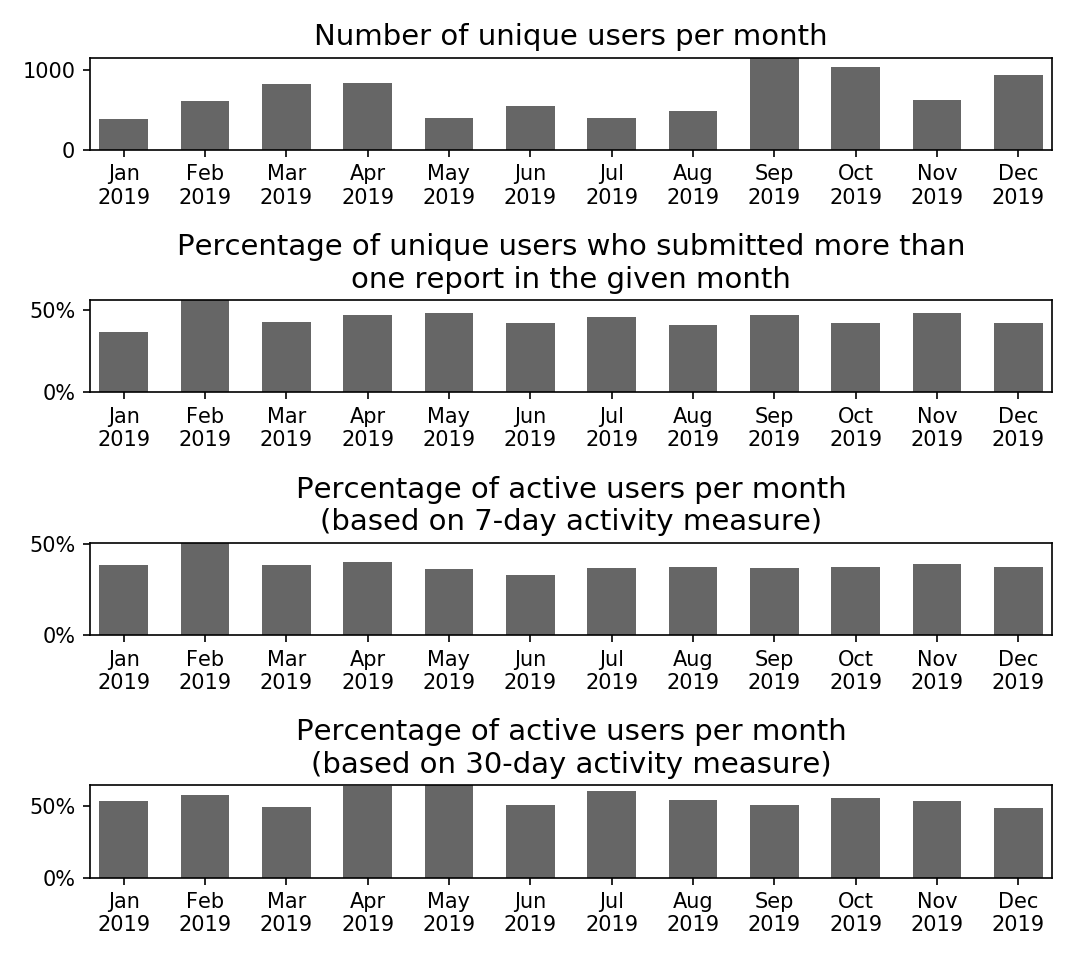 Number of unique users per month
1000
0
Jan Feb Mar Apr May Jun Jul Aug Sep Oct Nov Dec
2019 2019 2019 2019 2019 2019 2019 2019 2019 2019 2019 2019
Percentage of unique users who submitted more than
one report in the given month
50%
0%
Jan Feb Mar Apr May Jun Jul Aug Sep Oct Nov Dec
2019 2019 2019 2019 2019 2019 2019 2019 2019 2019 2019 2019
Percentage of active users per month
(based on 7-day activity measure)
50%
0%
Jan Feb Mar Apr May Jun Jul Aug Sep Oct Nov Dec
2019 2019 2019 2019 2019 2019 2019 2019 2019 2019 2019 2019
Percentage of active users per month
(based on 30-day activity measure)
50%
0%
Jan Feb Mar Apr May Jun Jul Aug Sep Oct Nov Dec
2019 2019 2019 2019 2019 2019 2019 2019 2019 2019 2019 2019